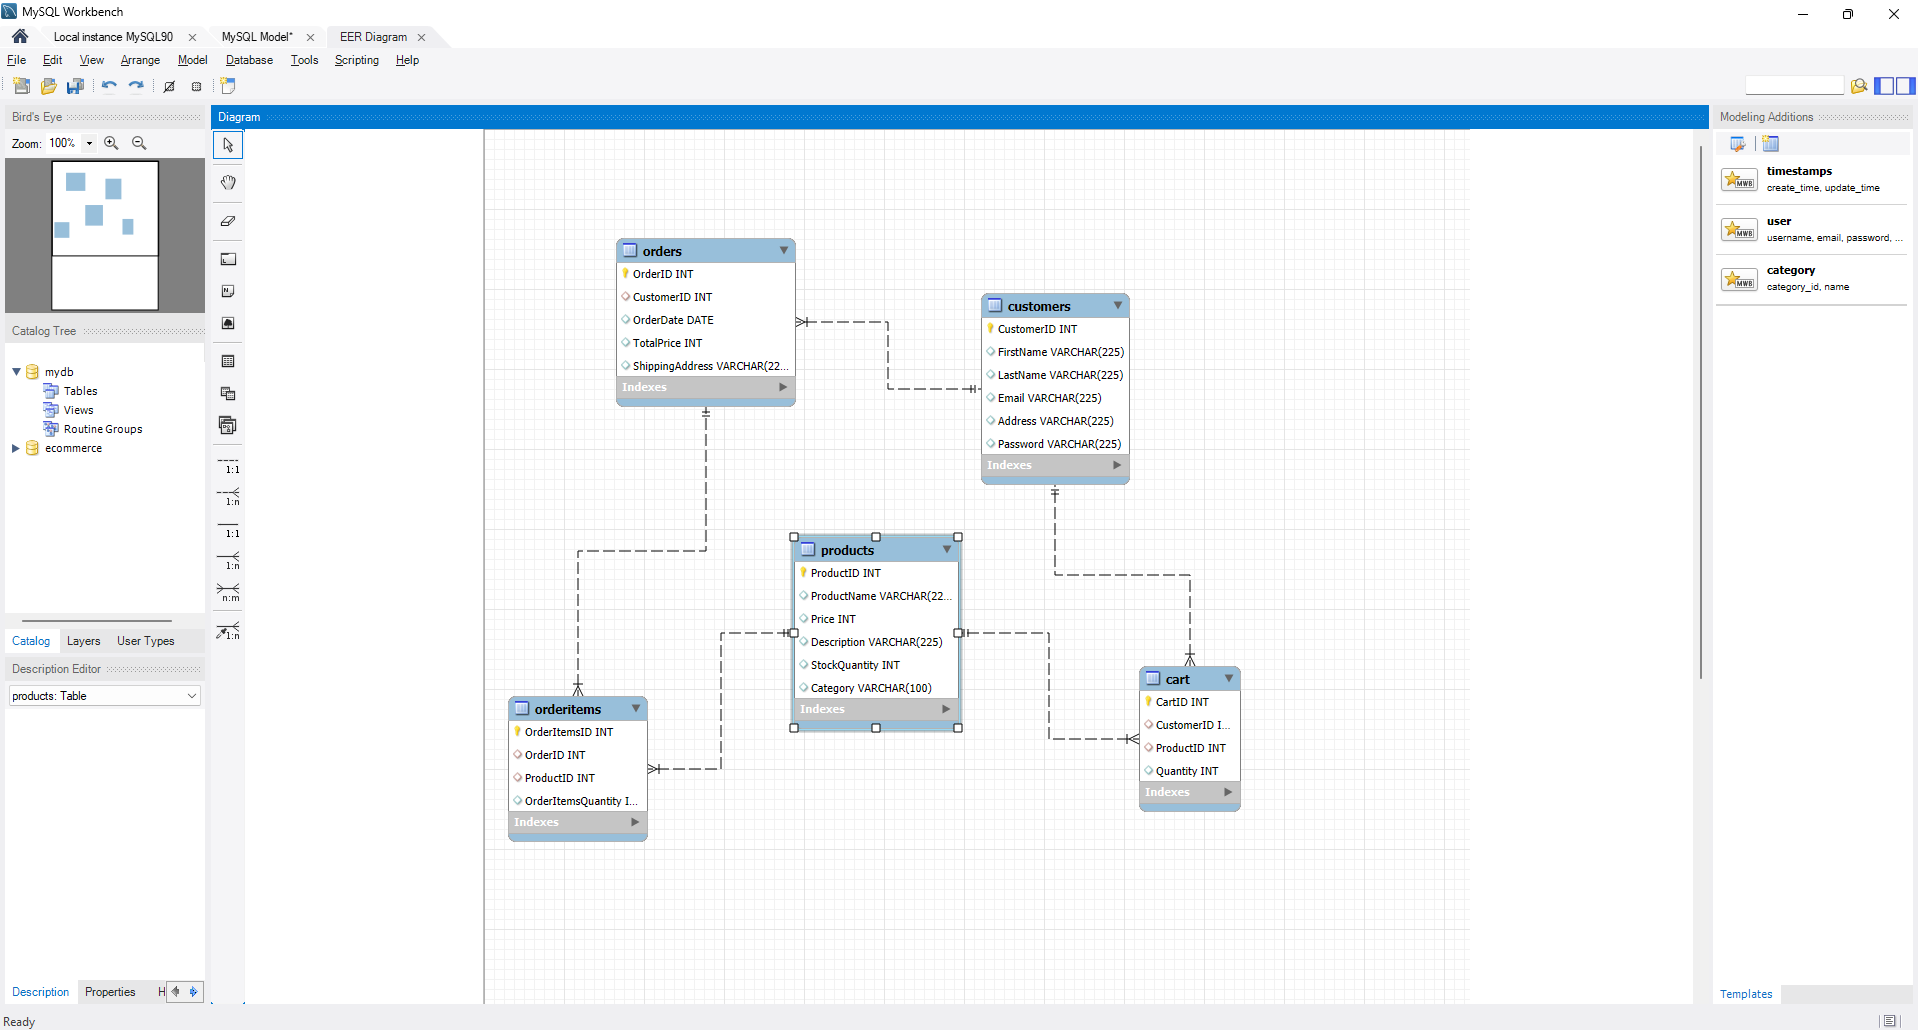 MySQL Workbench
Local instance MySQL90
MySQL Model*
EER Diagram
File Edit View Arrange Model Database Tools Scripting Help
Bird's Eye
Zoom: 100%
Catalog Tree
mydb
Tables
Views
Routine Groups
ecommerce
Catalog Layers User Types
Description Editor
products: Table
Description Properties H
Ready
Diagram
1:1
1:n
1:1
1:n
n:m
1:n
orders
OrderID INT
CustomerID INT
OrderDate DATE
TotalPrice INT
ShippingAddress VARCHAR(22...
Indexes
customers
CustomerID INT
FirstName VARCHAR(225)
LastName VARCHAR(225)
Email VARCHAR(225)
Address VARCHAR(225)
Password VARCHAR(225)
Indexes
products
ProductID INT
ProductName VARCHAR(22...
Price INT
Description VARCHAR(225)
StockQuantity INT
Category VARCHAR(100)
Indexes
orderitems
OrderItemsID INT
OrderID INT
ProductID INT
OrderItemsQuantity I...
Indexes
cart
CartID INT
CustomerID I...
ProductID INT
Quantity INT
Indexes
Modeling Additions
MWB
timestamps
create_time, update_time
MWB
user
username, email, password, ...
MWB
category
category_id, name
Templates